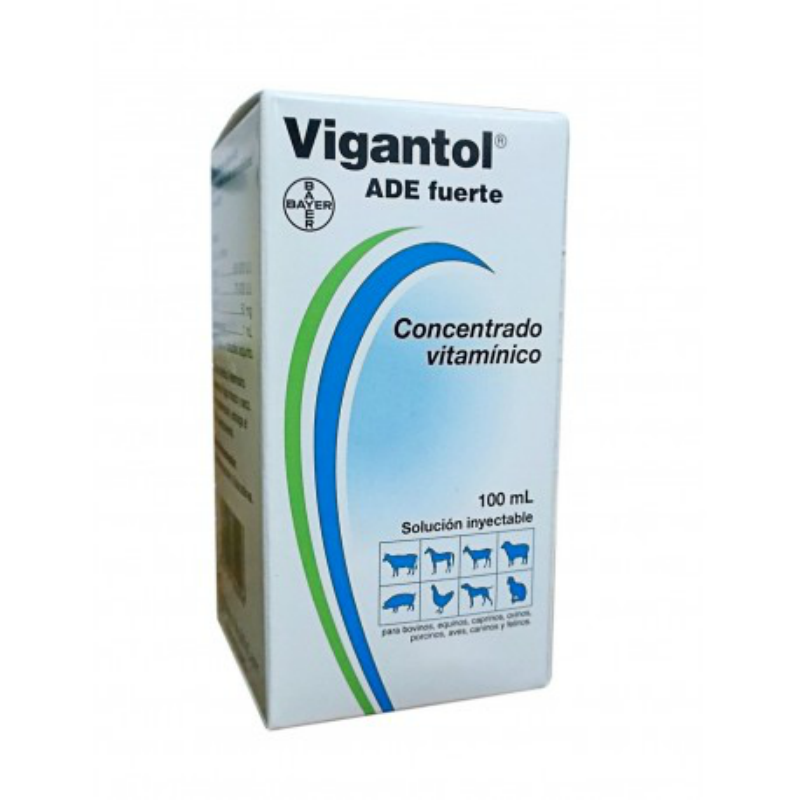 Vigantol®
ADE fuerte
BAYER
BAYER
Concentrado
vitamínico
100 mL
Solución inyectable
para bovinos, equinos, caprinos, ovinos,
porcinos, aves, caninos y felinos.